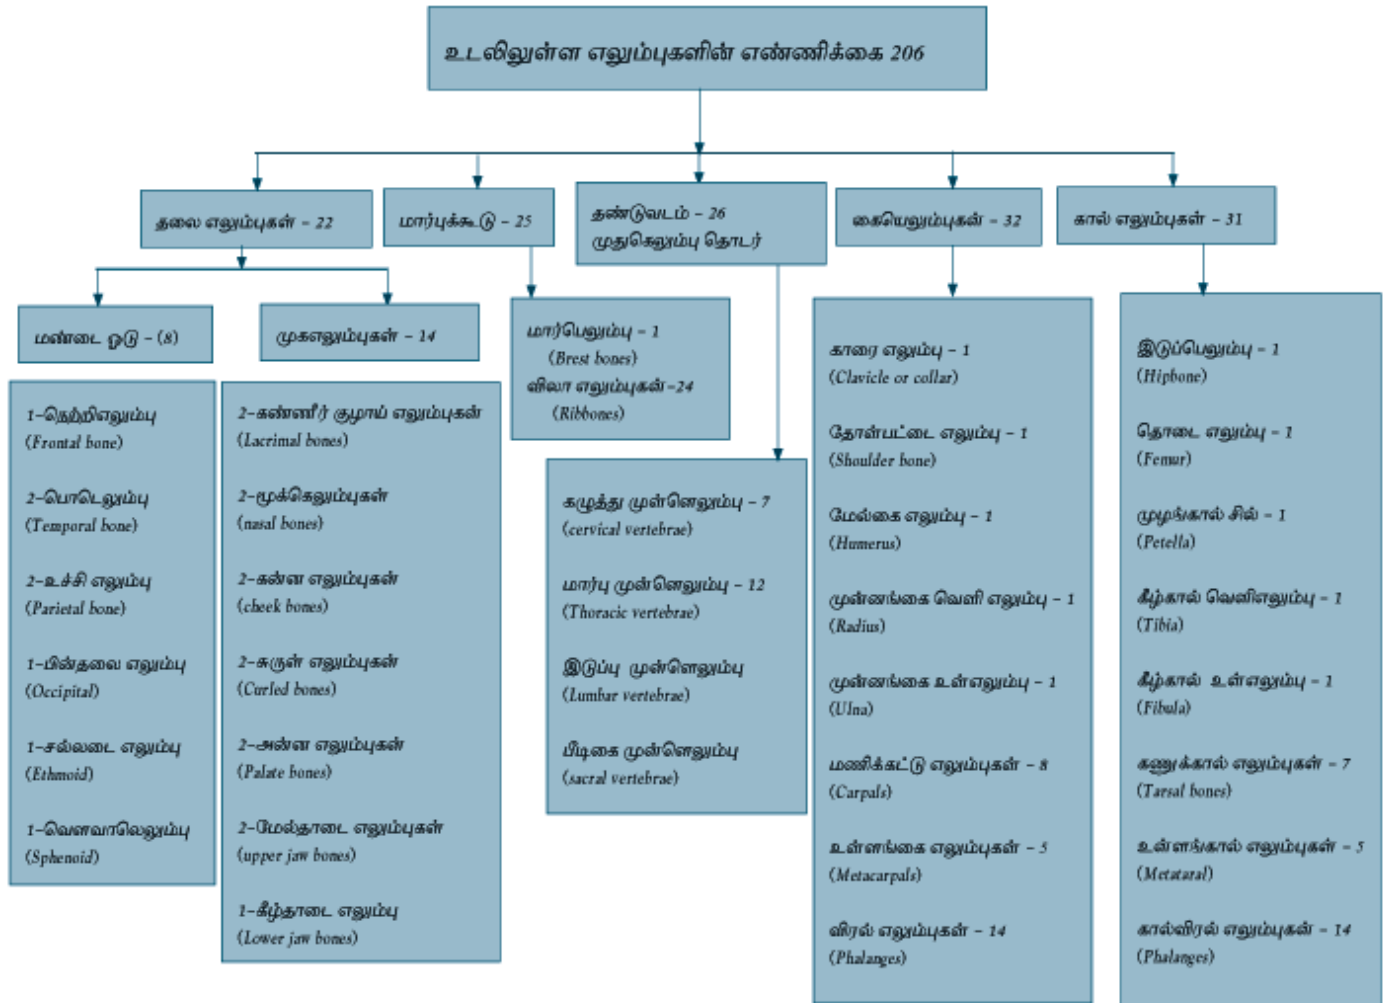 உடலிலுள்ள எலும்புகளின் எண்ணிக்கை 206
தலை எலும்புகள் - 22
மார்புக்கூடு - 25
தண்டுவடம் - 26
முதுகெலும்பு தொடர்
கையெலும்புகள் - 32
கால் எலும்புகள் - 31
மண்டை ஓடு - (8)
முகஎலும்புகள் - 14
1-நெற்றிஎலும்பு
(Frontal bone)
2-பொடெலும்பு
(Temporal bone)
2-உச்சி எலும்பு
(Parietal bone)
1-பின்தலை எலும்பு
(Occipital)
1-சல்லடை எலும்பு
(Ethmoid)
1-வௌவாலெலும்பு
(Sphenoid)
2-கண்ணீர் குழாய் எலும்புகள்
(Lacrimal bones)
2-மூக்கெலும்புகள்
(nasal bones)
2-கன்ன எலும்புகள்
(cheek bones)
2-சுருள் எலும்புகள்
(Curled bones)
2-அன்ன எலும்புகள்
(Palate bones)
2-மேல்தாடை எலும்புகள்
(upper jaw bones)
1-கீழ்தாடை எலும்பு
(Lower jaw bones)
மார்பெலும்பு - 1
(Brest bones)
விலா எலும்புகள்-24
(Ribbones)
கழுத்து முள்ளெலும்பு - 7
(cervical vertebrae)
மார்பு முள்ளெலும்பு - 12
(Thoracic vertebrae)
இடுப்பு முள்ளெலும்பு
(Lumbar vertebrae)
பீடிகை முள்ளெலும்பு
(sacral vertebrae)
காரை எலும்பு - 1
(Clavicle or collar)
தோள்பட்டை எலும்பு - 1
(Shoulder bone)
மேல்கை எலும்பு - 1
(Humerus)
முன்னங்கை வெளி எலும்பு - 1
(Radius)
முன்னங்கை உள்எலும்பு - 1
(Ulna)
மணிக்கட்டு எலும்புகள் - 8
(Carpals)
உள்ளங்கை எலும்புகள் - 5
(Metacarpals)
விரல் எலும்புகள் - 14
(Phalanges)
இடுப்பெலும்பு - 1
(Hipbone)
தொடை எலும்பு - 1
(Femur)
முழங்கால் சில் - 1
(Petella)
கீழ்கால் வெளிஎலும்பு - 1
(Tibia)
கீழ்கால் உள்எலும்பு - 1
(Fibula)
கணுக்கால் எலும்புகள் - 7
(Tarsal bones)
உள்ளங்கால் எலும்புகள் - 5
(Metataral)
கால்விரல் எலும்புகள் - 14
(Phalanges)